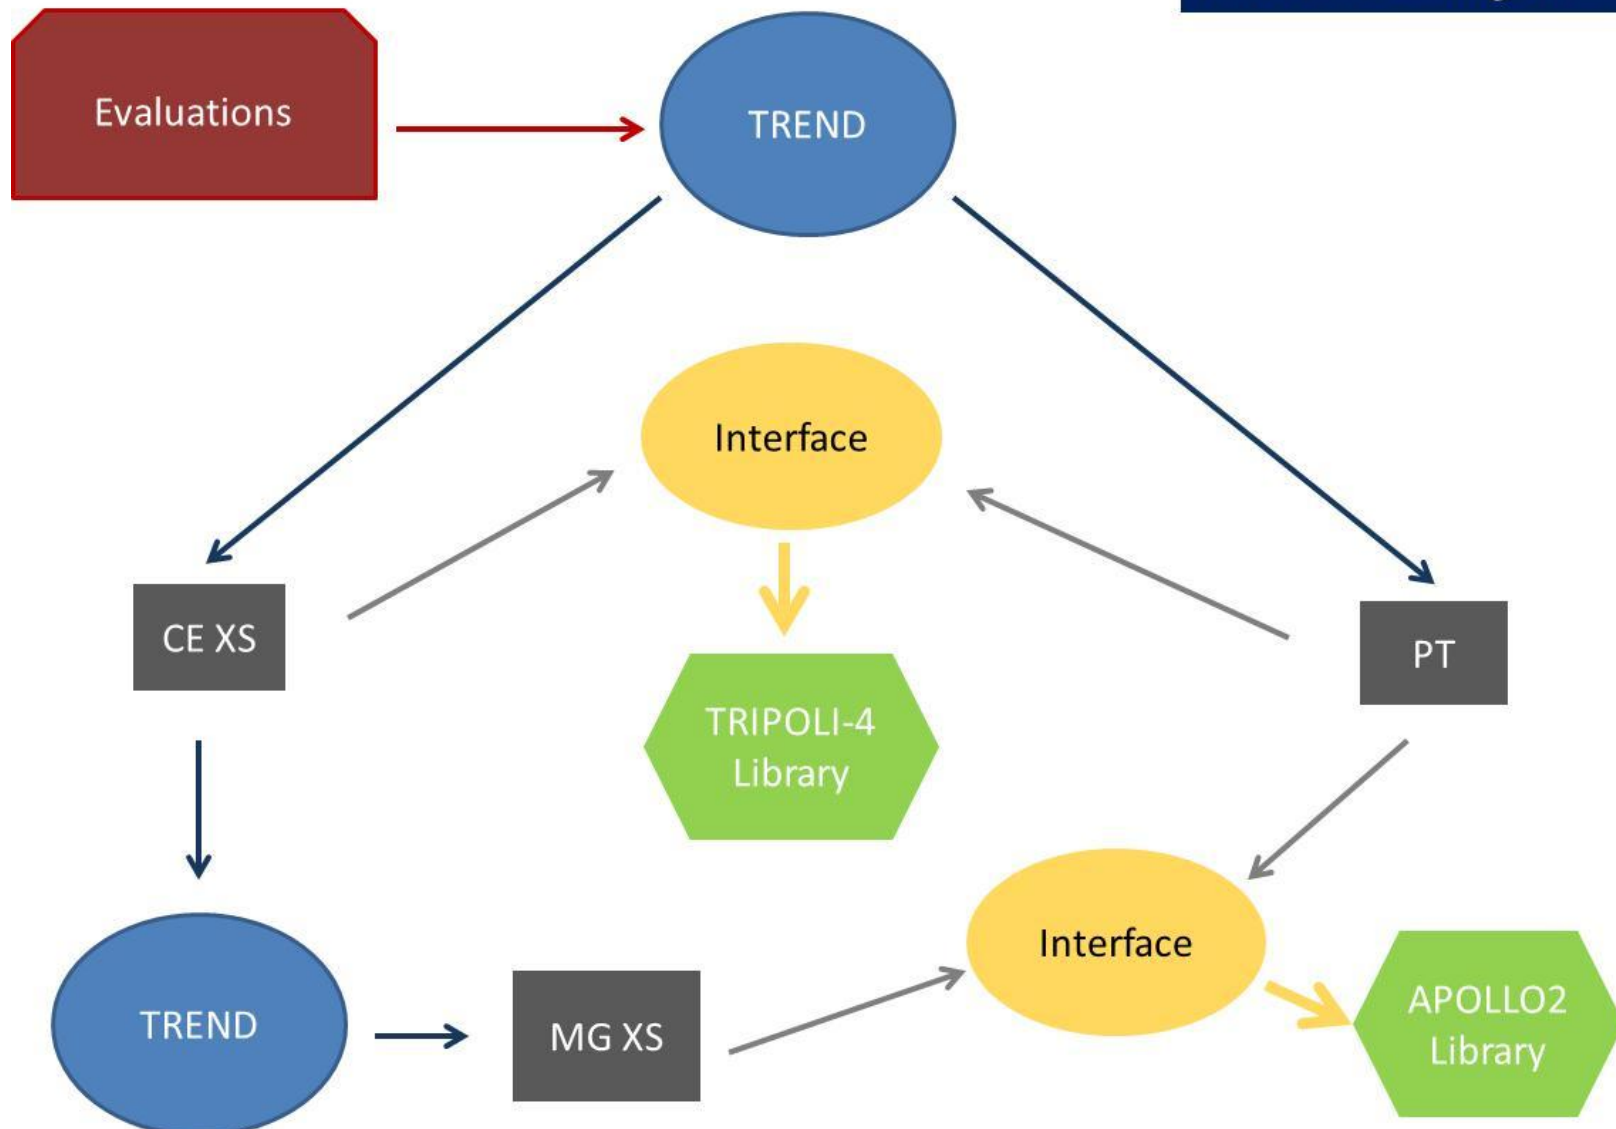 Evaluations
TREND
Interface
CE XS
PT
TRIPOLI-4
Library
Interface
TREND
MG XS
APOLLO2
Library